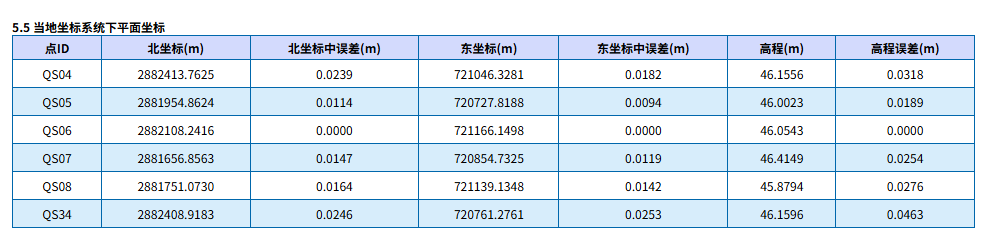 5.5 当地坐标系统下平面坐标
点ID 北坐标(m) 北坐标中误差(m) 东坐标(m) 东坐标中误差(m) 高程(m) 高程误差(m)
QS04 2882413.7625 0.0239 721046.3281 0.0182 46.1556 0.0318
QS05 2881954.8624 0.0114 720727.8188 0.0094 46.0023 0.0189
QS06 2882108.2416 0.0000 721166.1498 0.0000 46.0543 0.0000
QS07 2881656.8563 0.0147 720854.7325 0.0119 46.4149 0.0254
QS08 2881751.0730 0.0164 721139.1348 0.0142 45.8794 0.0276
QS34 2882408.9183 0.0246 720761.2761 0.0253 46.1596 0.0463